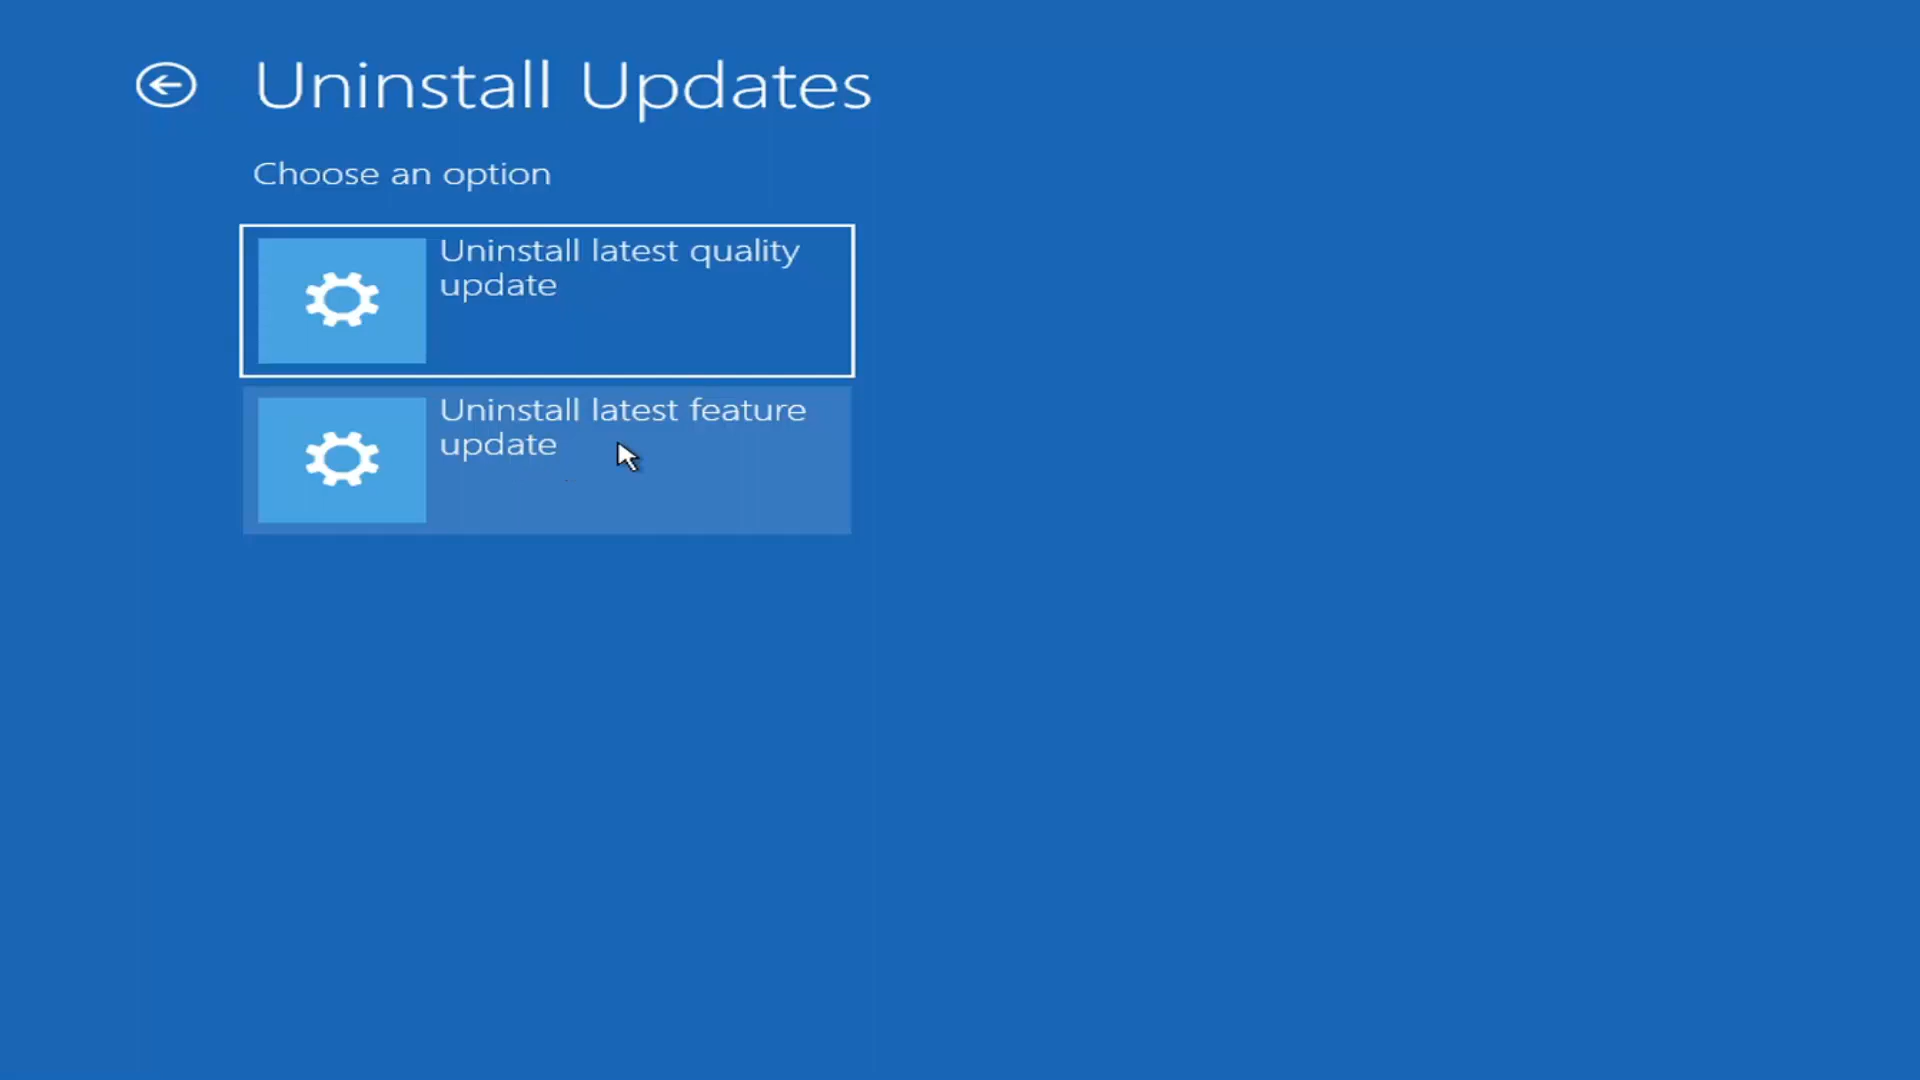 Uninstall Updates
Choose an option
Uninstall latest quality
update
Uninstall latest feature
update